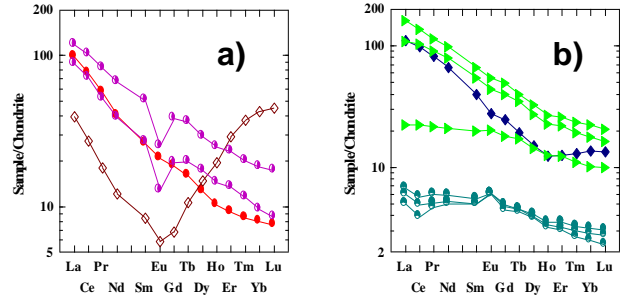 a)
100
10
5
Sample/Chondrite
La Pr Eu Tb Ho Tm Lu
Ce Nd Sm Gd Dy Er Yb
b)
100
10
2
Sample/Chondrite
La Pr Eu Tb Ho Tm Lu
Ce Nd Sm Gd Dy Er Yb